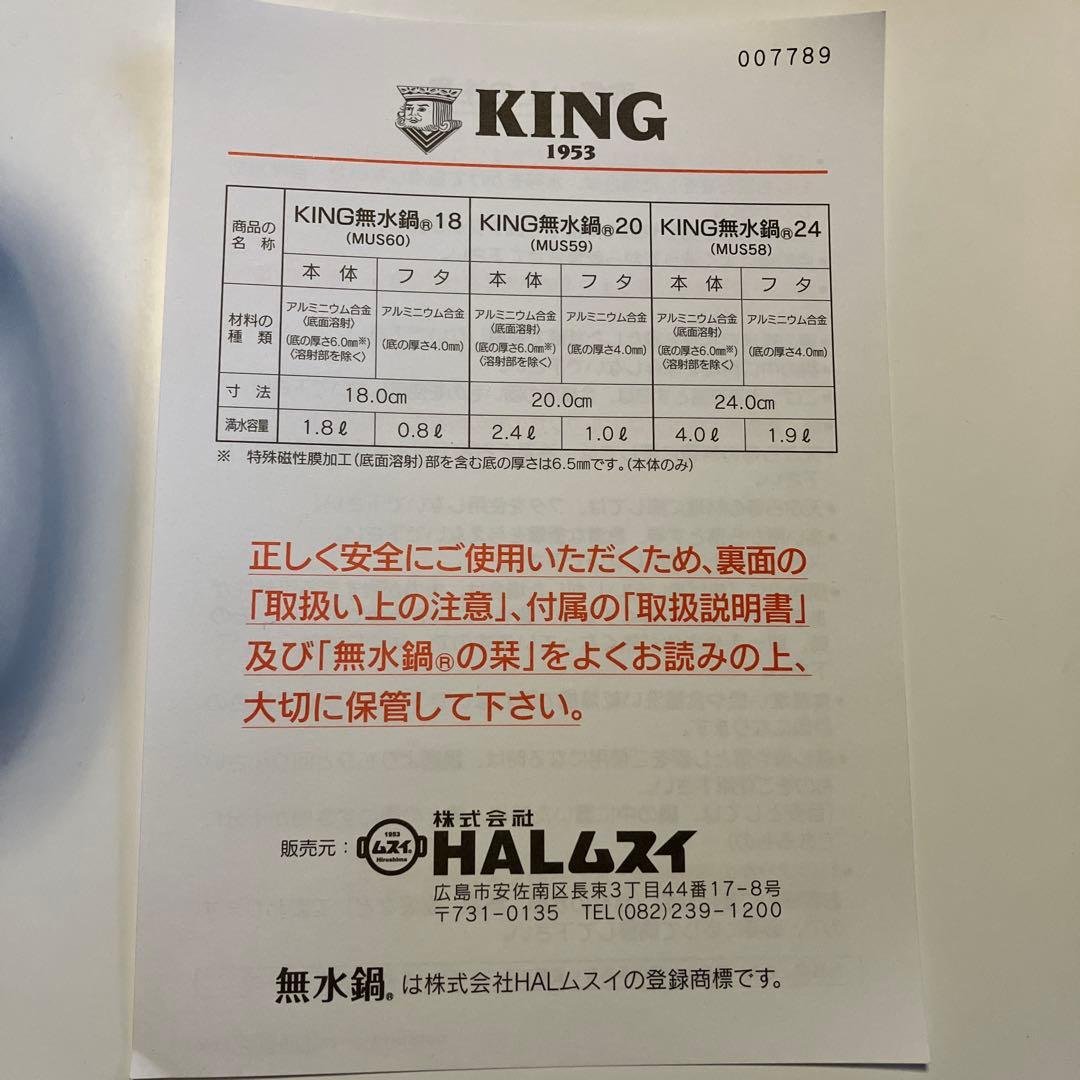 007789
KING
1953
商品の名称 KING無水鍋®18 (MUS60) KING無水鍋®20 (MUS59) KING無水鍋®24 (MUS58)
本体 フタ 本体 フタ 本体 フタ
材料の種類 アルミニウム合金〈底面溶射〉(底の厚さ6.0㎜※)〈溶射部を除く〉 アルミニウム合金(底の厚さ4.0㎜) アルミニウム合金〈底面溶射〉(底の厚さ6.0㎜※)〈溶射部を除く〉 アルミニウム合金(底の厚さ4.0㎜) アルミニウム合金〈底面溶射〉(底の厚さ6.0㎜※)〈溶射部を除く〉 アルミニウム合金(底の厚さ4.0㎜)
寸法 18.0㎝ 20.0㎝ 24.0㎝
満水容量 1.8ℓ 0.8ℓ 2.4ℓ 1.0ℓ 4.0ℓ 1.9ℓ
※ 特殊磁性膜加工(底面溶射)部を含む底の厚さは6.5㎜です。(本体のみ)
正しく安全にご使用いただくため、裏面の
「取扱い上の注意」、付属の「取扱説明書」
及び「無水鍋®の栞」をよくお読みの上、
大切に保管して下さい。
販売元: 1953 ムスイ® Hiroshima 株式会社 HALムスイ
広島市安佐南区長束3丁目44番17-8号
〒731-0135 TEL(082)239-1200
無水鍋®は株式会社HALムスイの登録商標です。